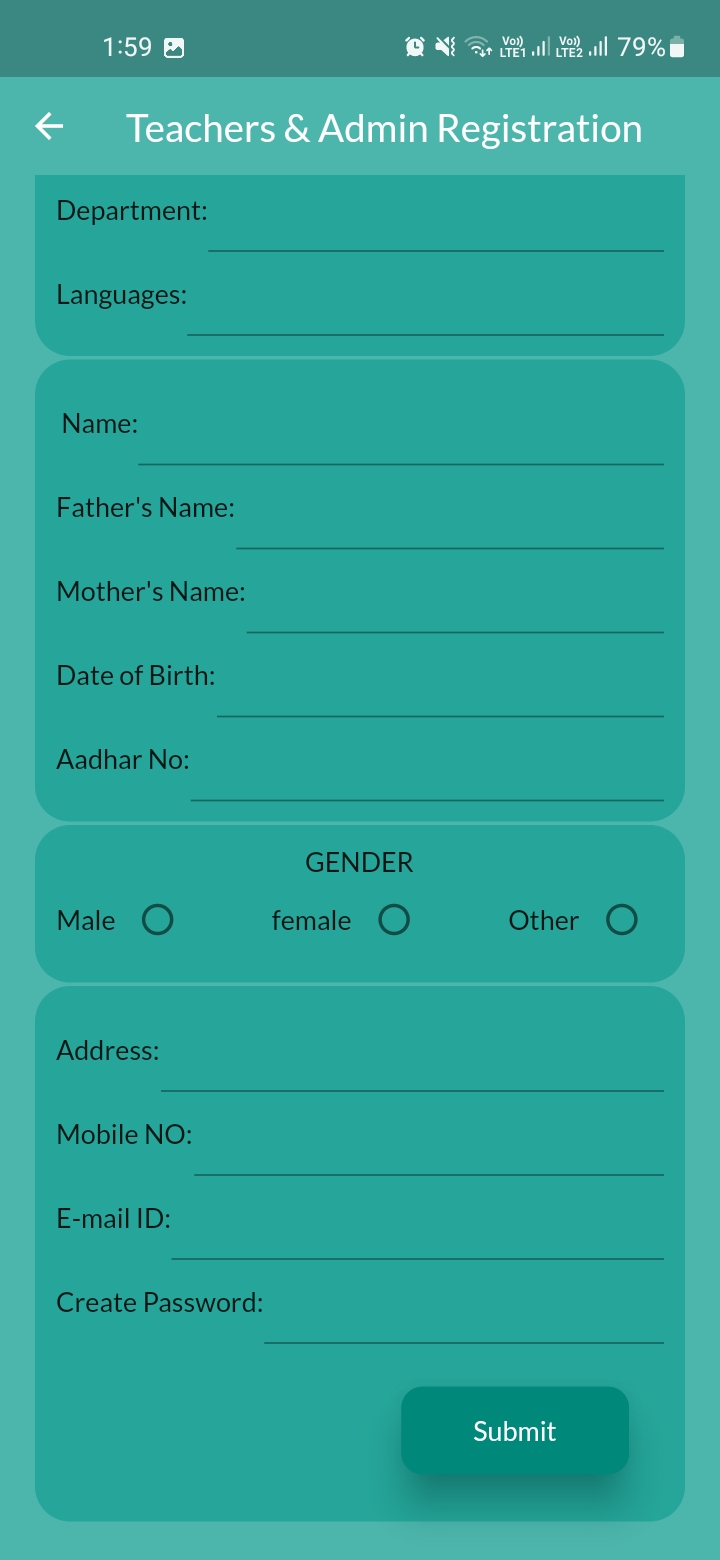 1:59 Vo)) LTE1 Vo)) LTE2 79%
Teachers & Admin Registration
Department:
Languages:
Name:
Father's Name:
Mother's Name:
Date of Birth:
Aadhar No:
GENDER
Male female Other
Address:
Mobile NO:
E-mail ID:
Create Password:
Submit